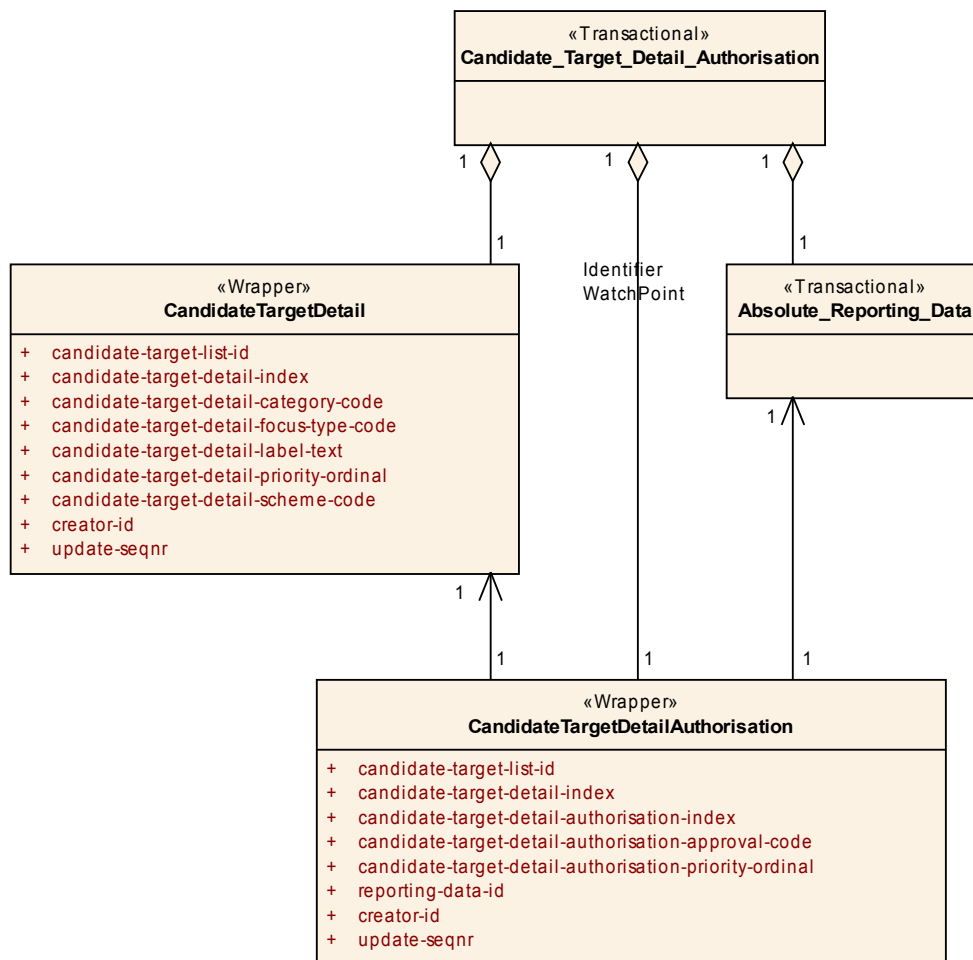 «Transactional»
Candidate_Target_Detail_Authorisation
1
1
1
1
Identifier
WatchPoint
1
«Wrapper»
CandidateTargetDetail
+ candidate-target-list-id
+ candidate-target-detail-index
+ candidate-target-detail-category-code
+ candidate-target-detail-focus-type-code
+ candidate-target-detail-label-text
+ candidate-target-detail-priority-ordinal
+ candidate-target-detail-scheme-code
+ creator-id
+ update-seqnr
«Transactional»
Absolute_Reporting_Data
1
1
1
1
1
«Wrapper»
CandidateTargetDetailAuthorisation
+ candidate-target-list-id
+ candidate-target-detail-index
+ candidate-target-detail-authorisation-index
+ candidate-target-detail-authorisation-approval-code
+ candidate-target-detail-authorisation-priority-ordinal
+ reporting-data-id
+ creator-id
+ update-seqnr